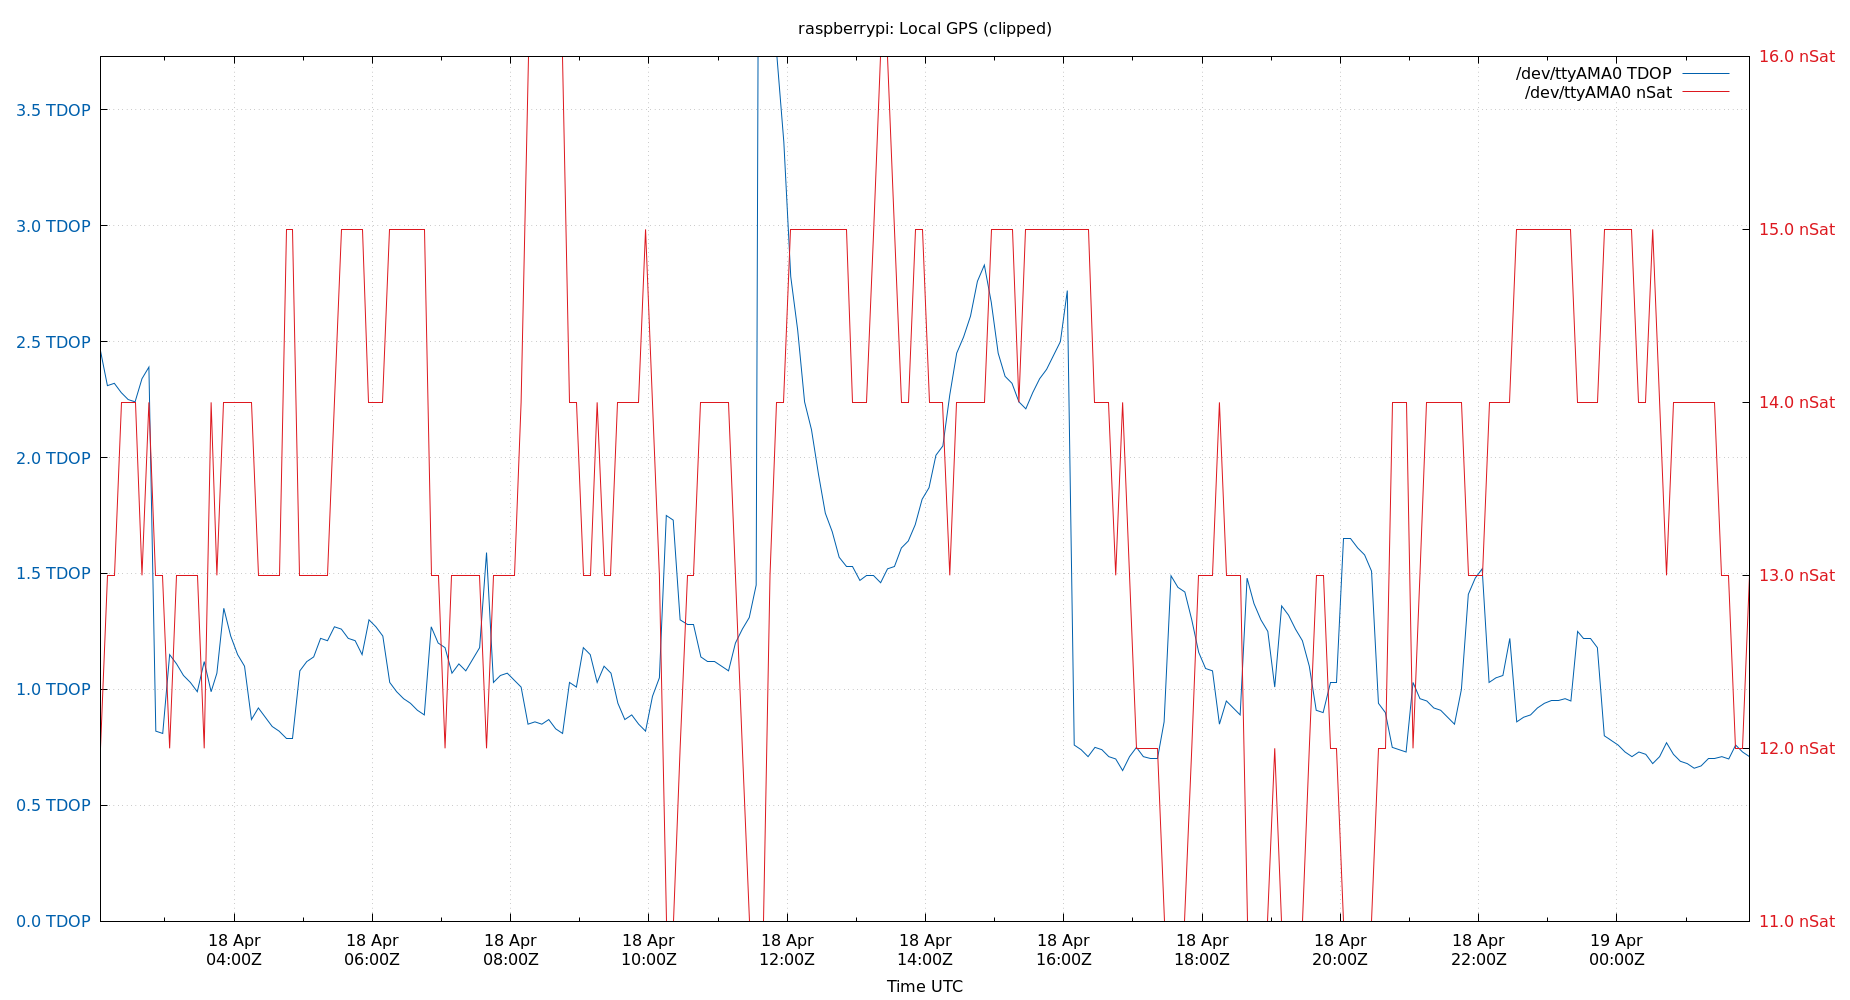 raspberrypi: Local GPS (clipped)
/dev/ttyAMA0 TDOP
/dev/ttyAMA0 nSat
3.5 TDOP
3.0 TDOP
2.5 TDOP
2.0 TDOP
1.5 TDOP
1.0 TDOP
0.5 TDOP
0.0 TDOP
16.0 nSat
15.0 nSat
14.0 nSat
13.0 nSat
12.0 nSat
11.0 nSat
18 Apr
04:00Z
18 Apr
06:00Z
18 Apr
08:00Z
18 Apr
10:00Z
18 Apr
12:00Z
18 Apr
14:00Z
18 Apr
16:00Z
18 Apr
18:00Z
18 Apr
20:00Z
18 Apr
22:00Z
19 Apr
00:00Z
Time UTC